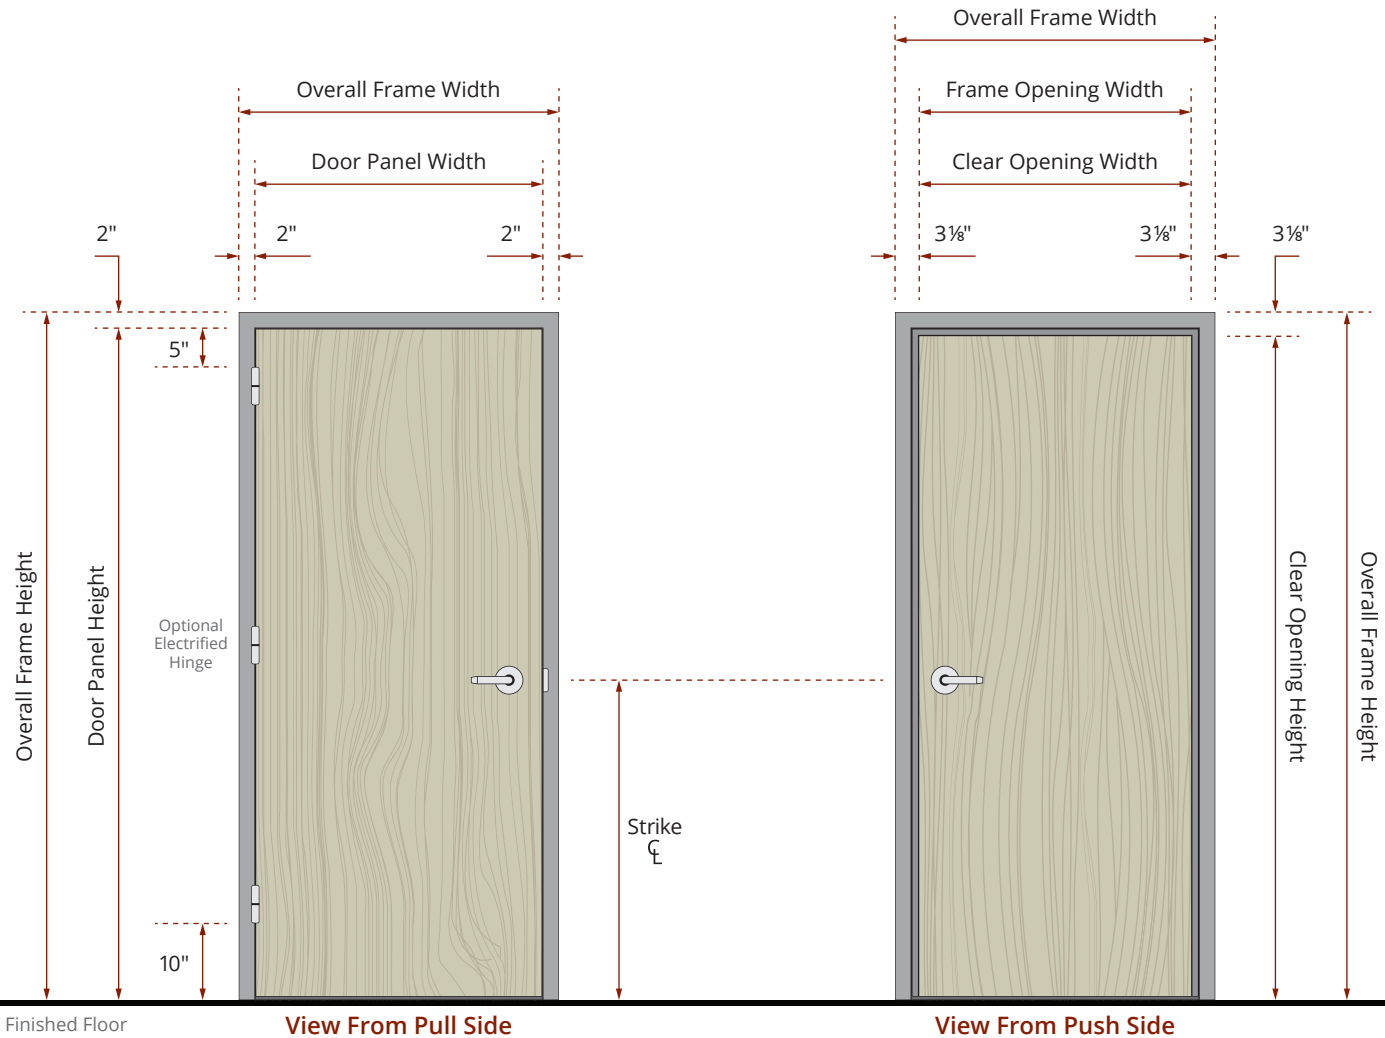 Overall Frame Width
Overall Frame Width
Frame Opening Width
Door Panel Width
Clear Opening Width
2"
2"
2"
3⅛"
3⅛"
3⅛"
5"
Overall Frame Height
Door Panel Height
Optional
Electrified
Hinge
Strike
℄
Clear Opening Height
Overall Frame Height
10"
Finished Floor
View From Pull Side
View From Push Side